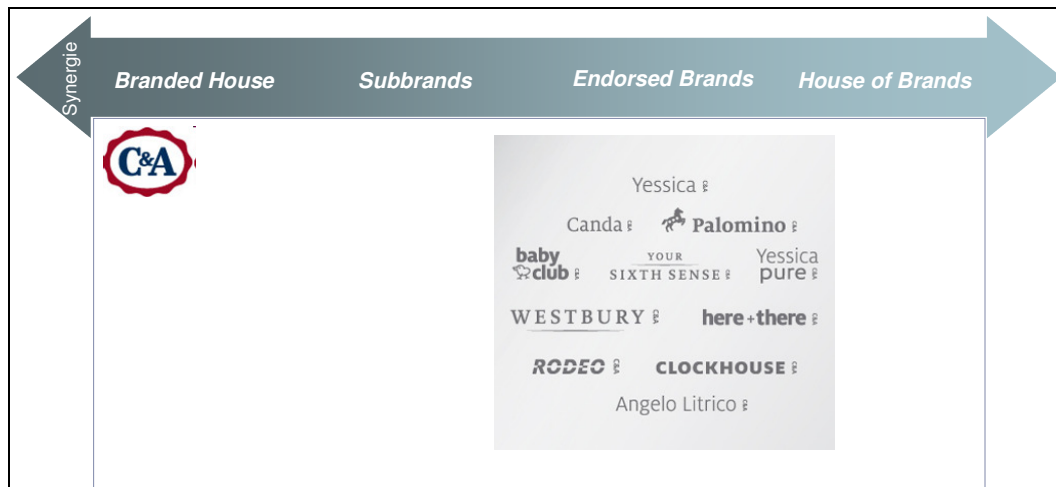 Synergie
Branded House Subbrands Endorsed Brands House of Brands
C&A
Yessica
Canda Palomino
baby club YOUR SIXTH SENSE Yessica pure
WESTBURY here+there
RODEO CLOCKHOUSE
Angelo Litrico